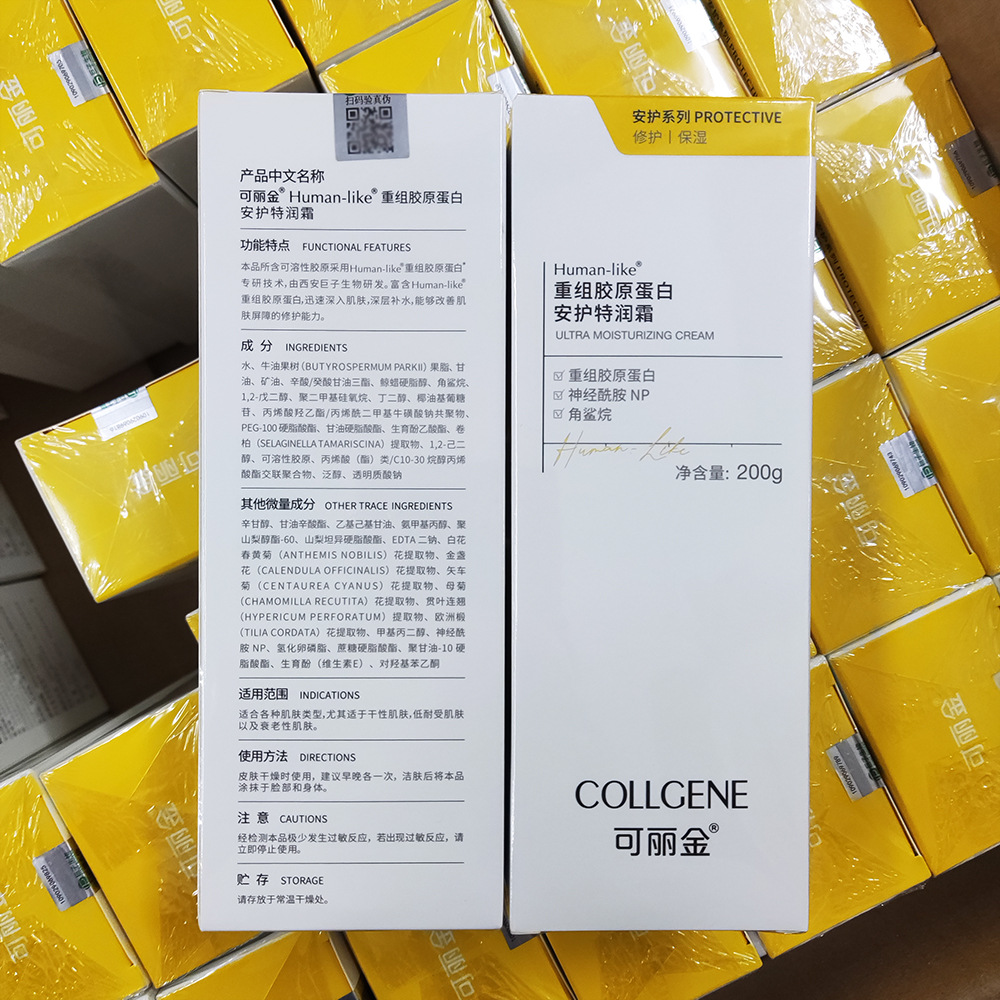 扫码验真伪
产品中文名称
可丽金® Human-like® 重组胶原蛋白
安护特润霜
功能特点 FUNCTIONAL FEATURES
本品所含可溶性胶原采用Human-like®重组胶原蛋白®
专研技术,由西安巨子生物研发。富含Human-like®
重组胶原蛋白,迅速深入肌肤,深层补水,能够改善肌
肤屏障的修护能力。
成 分 INGREDIENTS
水、牛油果树(BUTYROSPERMUM PARKII)果脂、甘
油、矿油、辛酸/癸酸甘油三酯、鲸蜡硬脂醇、角鲨烷、
1,2-戊二醇、聚二甲基硅氧烷、丁二醇、椰油基葡糖
苷、丙烯酸羟乙酯/丙烯酰二甲基牛磺酸钠共聚物、
PEG-100硬脂酸酯、甘油硬脂酸酯、生育酚乙酸酯、卷
柏(SELAGINELLA TAMARISCINA)提取物、1,2-己二
醇、可溶性胶原、丙烯酸(酯)类/C10-30 烷醇丙烯
酸酯交联聚合物、泛醇、透明质酸钠
其他微量成分 OTHER TRACE INGREDIENTS
辛甘醇、甘油辛酸酯、乙基己基甘油、氨甲基丙醇、聚
山梨醇酯-60、山梨坦异硬脂酸酯、EDTA 二钠、白花
春黄菊(ANTHEMIS NOBILIS)花提取物、金盏
花(CALENDULA OFFICINALIS)花提取物、矢车
菊(CENTAUREA CYANUS)花提取物、母菊
(CHAMOMILLA RECUTITA)花提取物、贯叶连翘
(HYPERICUM PERFORATUM)提取物、欧洲椴
(TILIA CORDATA)花提取物、甲基丙二醇、神经酰
胺 NP、氢化卵磷脂、蔗糖硬脂酸酯、聚甘油-10 硬
脂酸酯、生育酚(维生素E)、对羟基苯乙酮
适用范围 INDICATIONS
适合各种肌肤类型,尤其适于干性肌肤,低耐受肌肤
以及衰老性肌肤。
使用方法 DIRECTIONS
皮肤干燥时使用,建议早晚各一次,洁肤后将本品
涂抹于脸部和身体。
注 意 CAUTIONS
经检测本品极少发生过敏反应,若出现过敏反应,请
立即停止使用。
贮 存 STORAGE
请存放于常温干燥处。
安护系列 PROTECTIVE
修护 | 保湿
Human-like®
重组胶原蛋白
安护特润霜
ULTRA MOISTURIZING CREAM
重组胶原蛋白
神经酰胺 NP
角鲨烷
Human-Like
净含量: 200g
COLLGENE
可丽金®